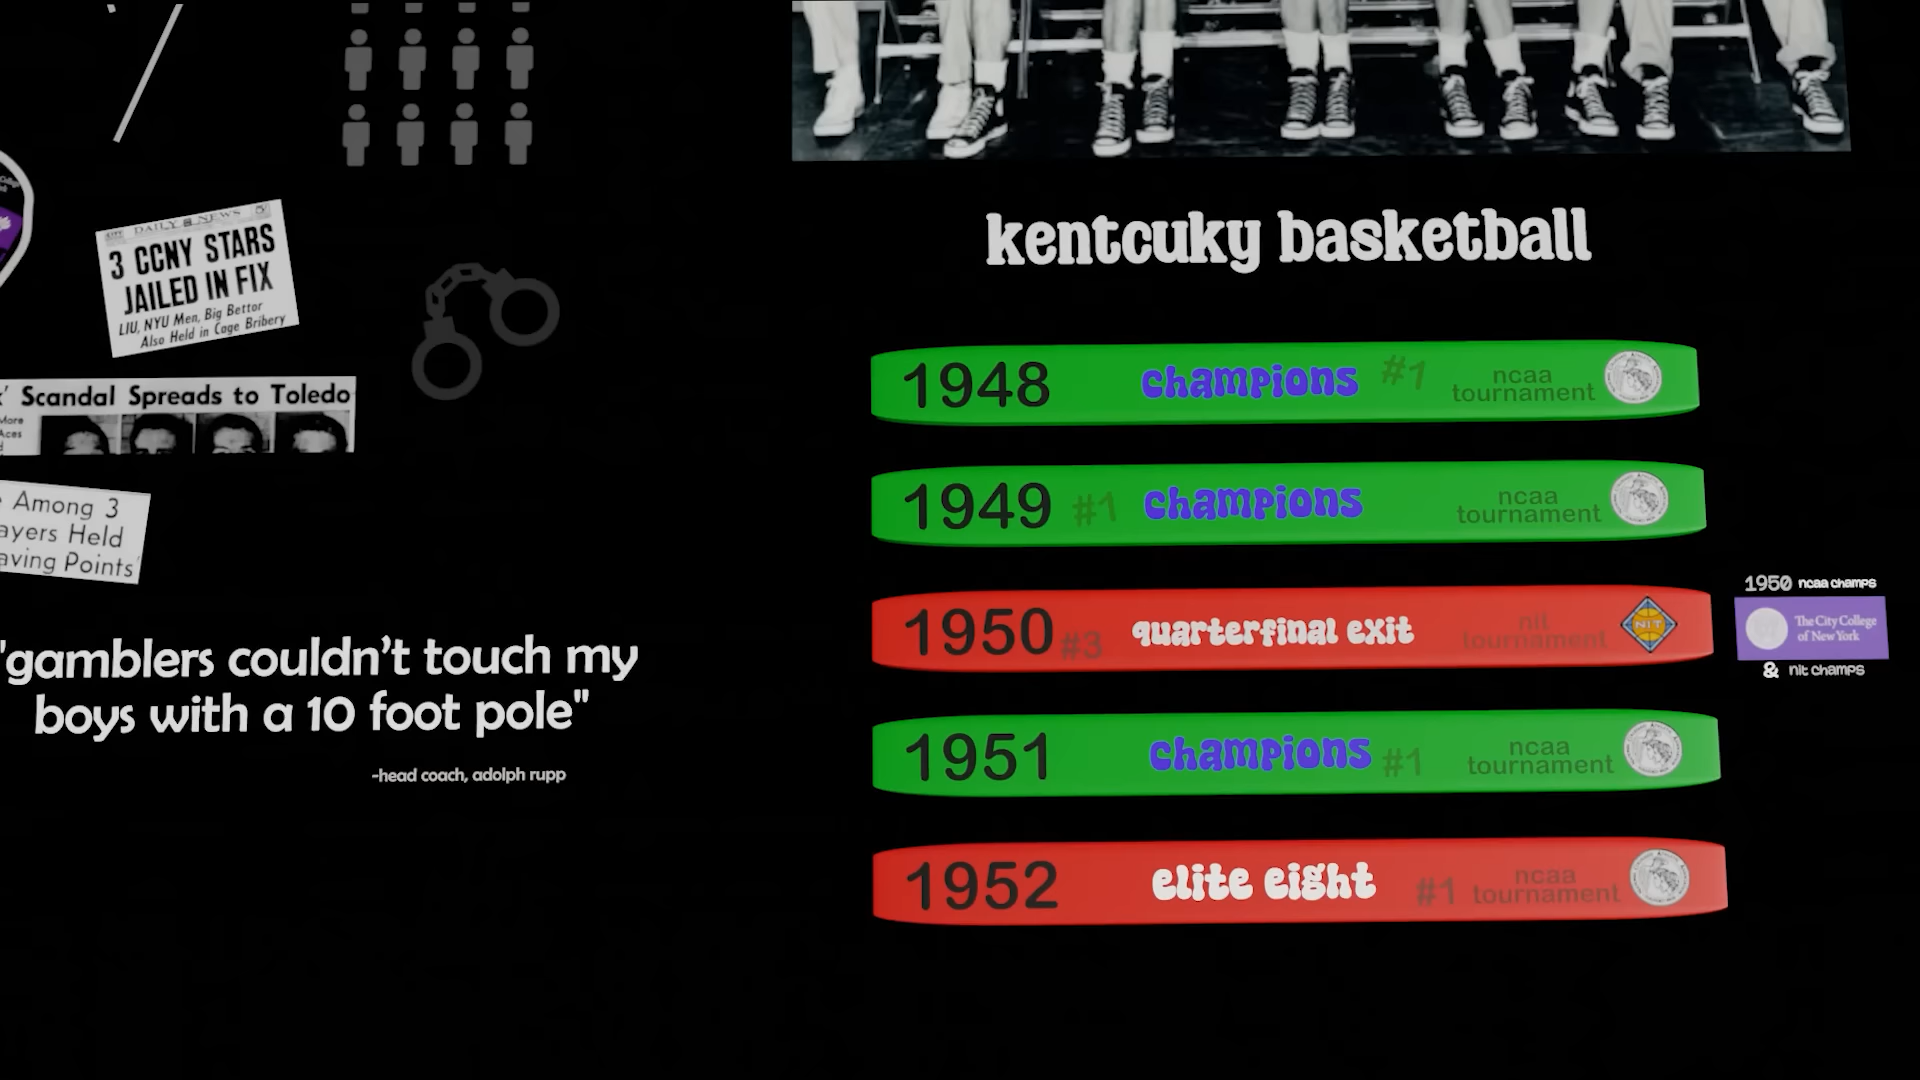 DAILY NEWS
3 CCNY STARS
JAILED IN FIX
LIU, NYU Men, Big Bettor
Also Held in Cage Bribery
Scandal Spreads to Toledo
More
Aces
Among 3
ayers Held
aving Points
"gamblers couldn't touch my
boys with a 10 foot pole"
-head coach, adolph rupp
kentcuky basketball
1948 champions #1 ncaa
tournament
1949 #1 champions ncaa
tournament
1950 #3 quarterfinal exit nit
tournament
NIT
1950 ncaa champs
The City College
of New York
& nit champs
1951 champions #1 ncaa
tournament
1952 elite eight #1 ncaa
tournament